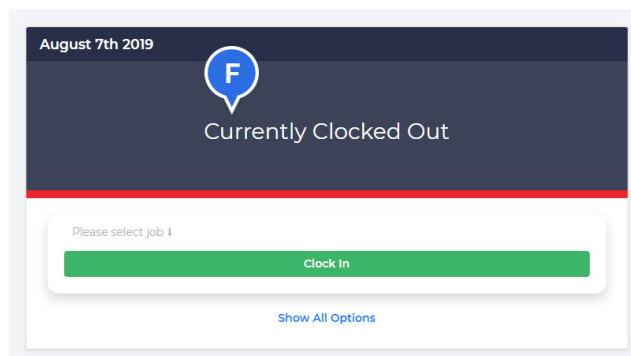 August 7th 2019
F
Currently Clocked Out
Please select job ⬇
Clock In
Show All Options